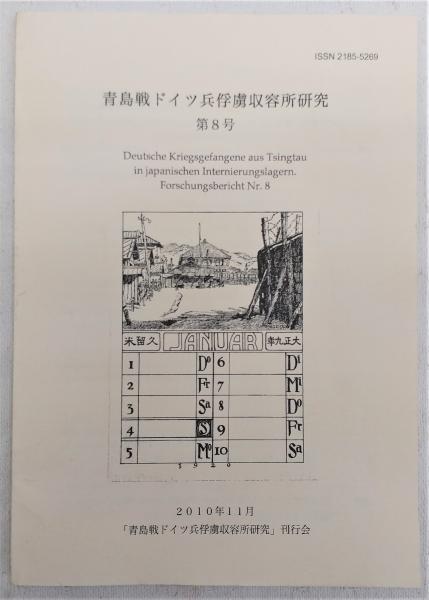 ISSN 2185-5269
青島戦ドイツ兵俘虜収容所研究
第8号
Deutsche Kriegsgefangene aus Tsingtau
in japanischen Internierungslagern.
Forschungsbericht Nr. 8
米留久 JANUAR 大正九年
1 Do 6 Di
2 Fr 7 Mi
3 Sa 8 Do
4 S 9 Fr
5 Mo 10 Sa
1920
2010年11月
「青島戦ドイツ兵俘虜収容所研究」刊行会